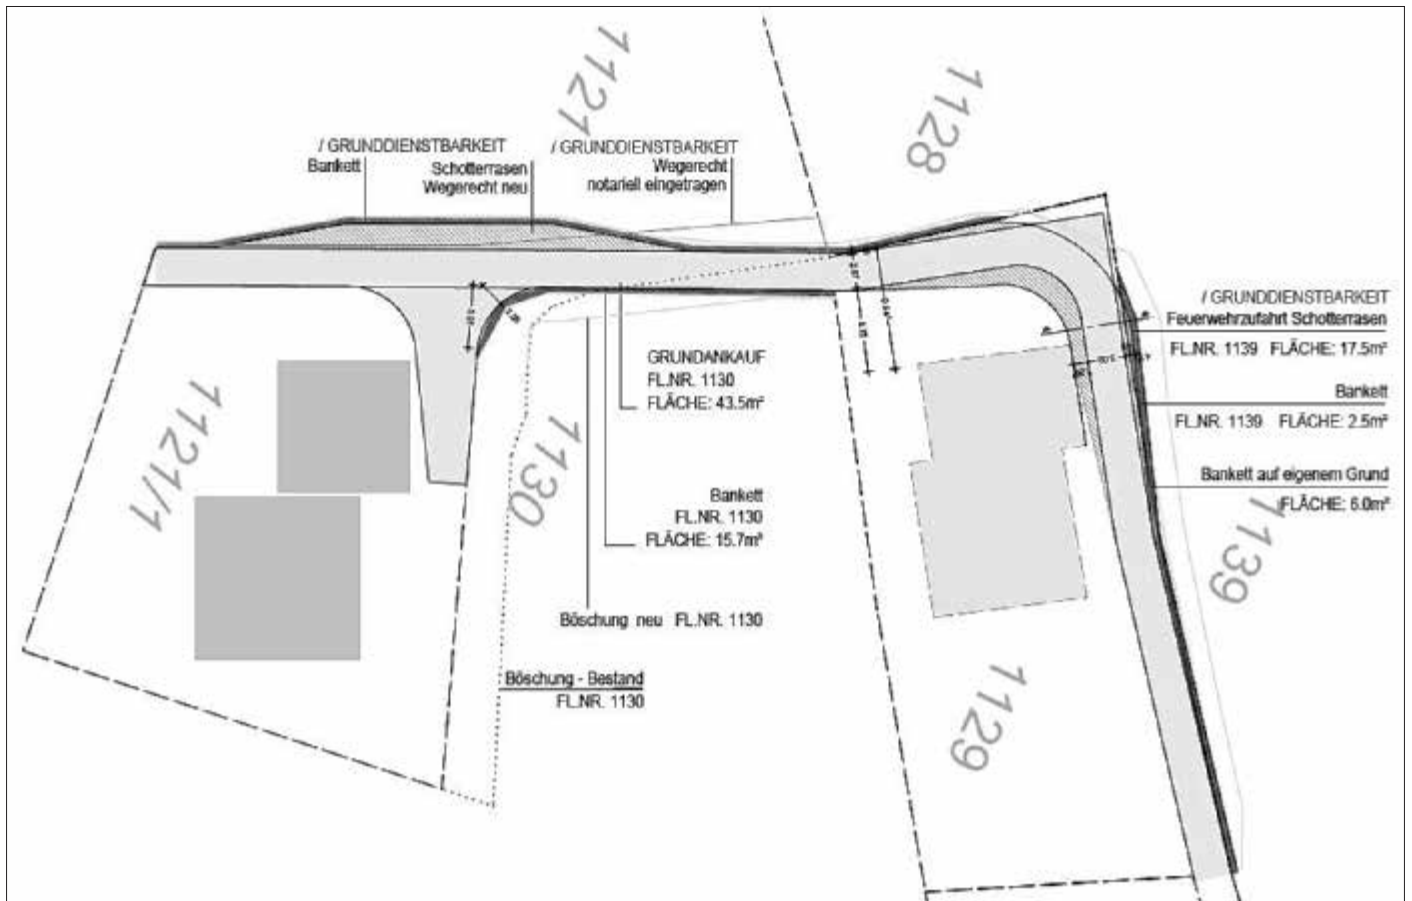 1121
1128
/ GRUNDDIENSTBARKEIT
Bankett
Schotterrasen
Wegerecht neu
/ GRUNDDIENSTBARKEIT
Wegerecht
notariell eingetragen
/ GRUNDDIENSTBARKEIT
Feuerwehrzufahrt Schotterrasen
FL.NR. 1139 FLÄCHE: 17.5m²
Bankett
FL.NR. 1139 FLÄCHE: 2.5m²
Bankett auf eigenem Grund
FLÄCHE: 6.0m²
GRUNDANKAUF
FL.NR. 1130
FLÄCHE: 43.5m²
1121/1
1130
Bankett
FL.NR. 1130
FLÄCHE: 15.7m²
1139
Böschung neu FL.NR. 1130
Böschung - Bestand
FL.NR. 1130
1129